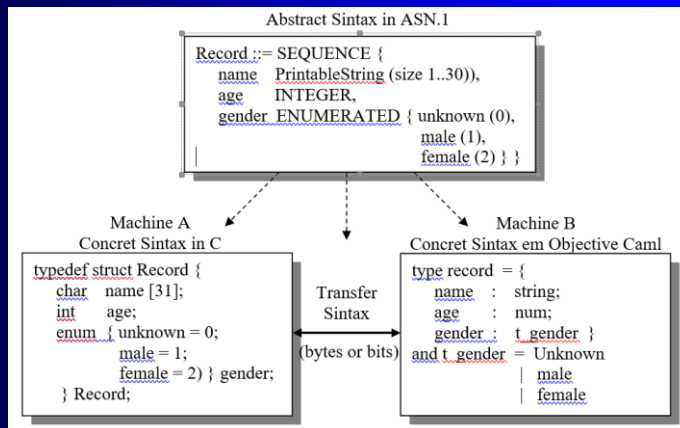 Abstract Sintax in ASN.1
Record ::= SEQUENCE {
name PrintableString (size 1..30)),
age INTEGER,
gender ENUMERATED { unknown (0),
male (1),
female (2) } }
Machine A
Concret Sintax in C
typedef struct Record {
char name [31];
int age;
enum { unknown = 0;
male = 1;
female = 2) } gender;
} Record;
Transfer
Sintax
(bytes or bits)
Machine B
Concret Sintax em Objective Caml
type record = {
name : string;
age : num;
gender : t_gender }
and t_gender = Unknown
| male
| female